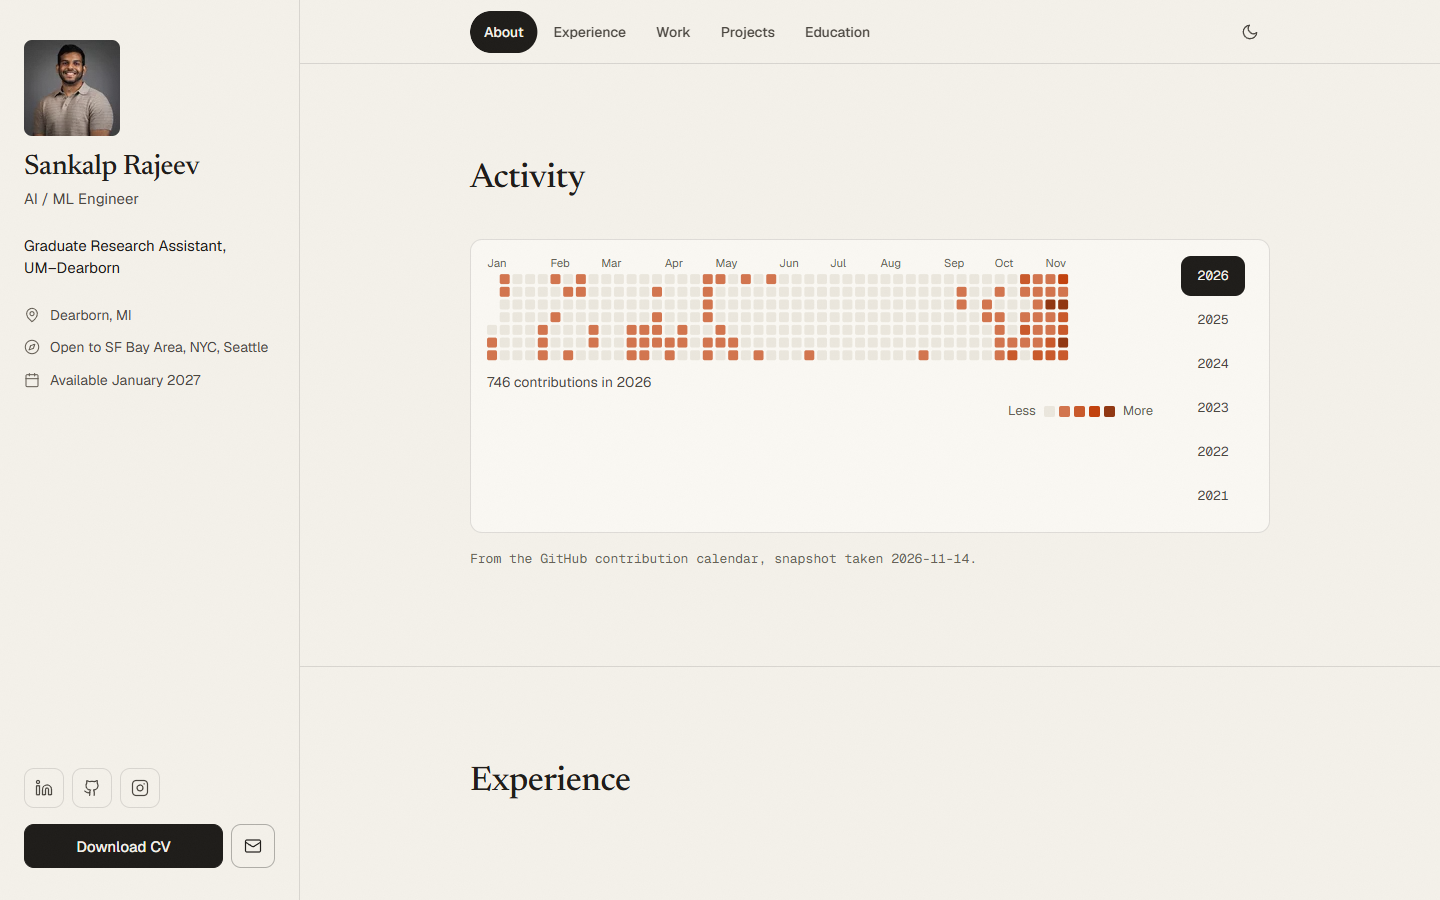 About
Experience
Work
Projects
Education
Sankalp Rajeev
AI / ML Engineer
Graduate Research Assistant,
UM–Dearborn
Dearborn, MI
Open to SF Bay Area, NYC, Seattle
Available January 2027
Download CV
Activity
Jan Feb Mar Apr May Jun Jul Aug Sep Oct Nov
746 contributions in 2026
Less More
2026
2025
2024
2023
2022
2021
From the GitHub contribution calendar, snapshot taken 2026-11-14.
Experience